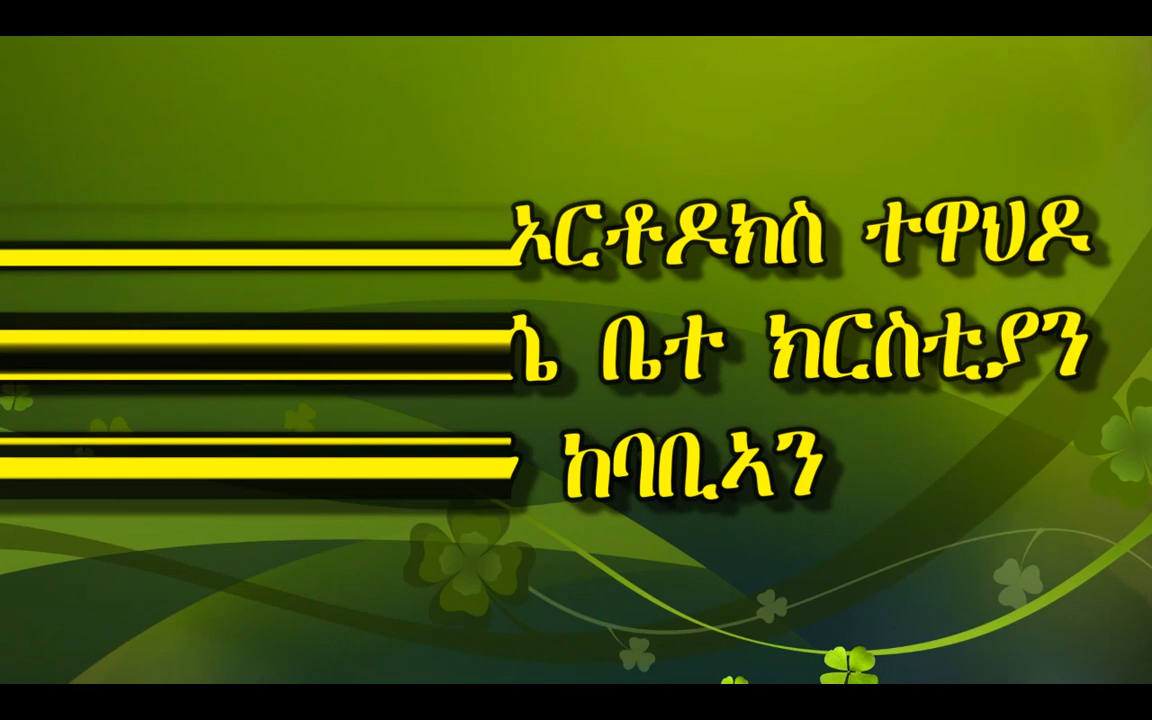 ኦርቶዶክስ ተዋህዶ
ቤተ ክርስቲያን
ከባቢኣን